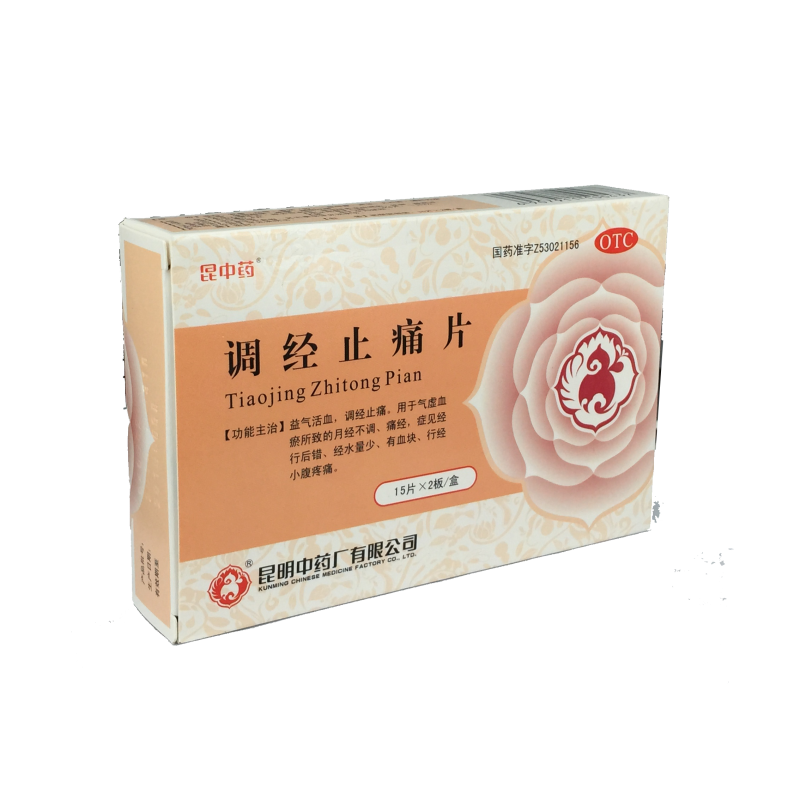 昆中药®
国药准字Z53021156
OTC
调经止痛片
Tiaojing Zhitong Pian
【功能主治】益气活血，调经止痛。用于气虚血
瘀所致的月经不调、痛经，症见经
行后错、经水量少、有血块、行经
小腹疼痛。
15片×2板/盒
®昆明中药厂有限公司
KUNMING CHINESE MEDICINE FACTORY CO., LTD.